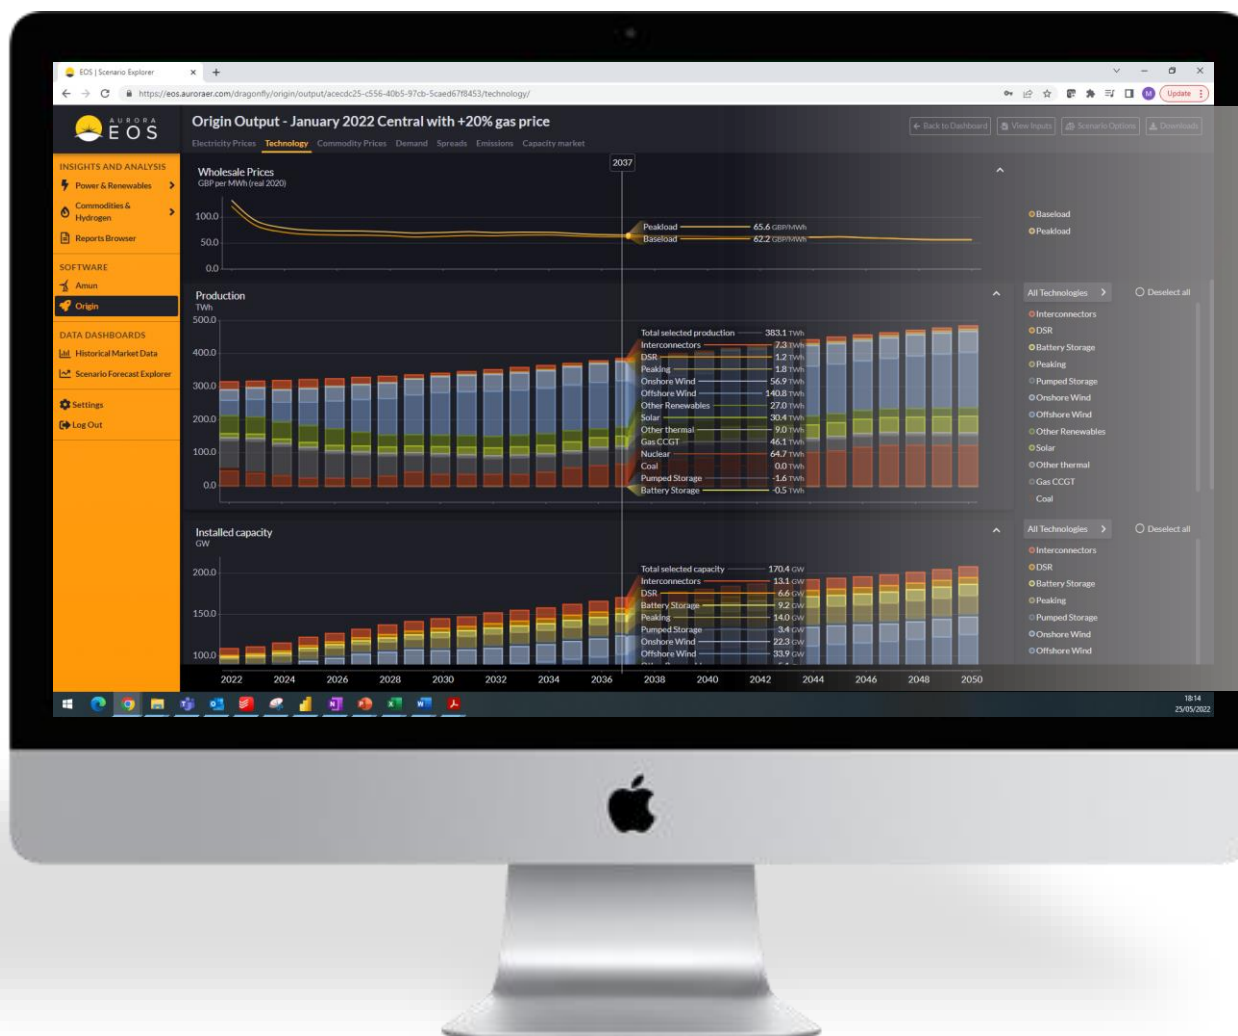 EOS | Scenario Explorer
https://eos.auroraer.com/dragonfly/origin/output/acecdc25-c556-40b5-97cb-5caed67f8453/technology/
Update
AURORA
EOS
Origin Output - January 2022 Central with +20% gas price
Back to Dashboard
View Inputs
Scenario Options
Downloads
Electricity Prices Technology Commodity Prices Demand Spreads Emissions Capacity market
INSIGHTS AND ANALYSIS
Power & Renewables
Commodities &
Hydrogen
Reports Browser
SOFTWARE
Amun
Origin
DATA DASHBOARDS
Historical Market Data
Scenario Forecast Explorer
Settings
Log Out
2037
Wholesale Prices
GBP per MWh (real 2020)
100.0
50.0
0.0
Peakload 65.6 GBP/MWh
Baseload 62.2 GBP/MWh
Baseload
Peakload
Production
TWh
500.0
400.0
300.0
200.0
100.0
0.0
Total selected production 383.1 TWh
Interconnectors 7.3 TWh
DSR 1.2 TWh
Peaking 1.8 TWh
Onshore Wind 56.9 TWh
Offshore Wind 140.8 TWh
Other Renewables 27.0 TWh
Solar 30.4 TWh
Other thermal 9.0 TWh
Gas CCGT 46.1 TWh
Nuclear 64.7 TWh
Coal 0.0 TWh
Pumped Storage -1.6 TWh
Battery Storage -0.5 TWh
All Technologies
Deselect all
Interconnectors
DSR
Battery Storage
Peaking
Pumped Storage
Onshore Wind
Offshore Wind
Other Renewables
Solar
Other thermal
Gas CCGT
Coal
Installed capacity
GW
200.0
150.0
100.0
Total selected capacity 170.4 GW
Interconnectors 13.1 GW
DSR 6.6 GW
Battery Storage 9.2 GW
Peaking 14.0 GW
Pumped Storage 3.4 GW
Onshore Wind 22.3 GW
Offshore Wind 33.9 GW
All Technologies
Deselect all
Interconnectors
DSR
Battery Storage
Peaking
Pumped Storage
Onshore Wind
Offshore Wind
2022 2024 2026 2028 2030 2032 2034 2036 2038 2040 2042 2044 2046 2048 2050
18:14
25/05/2022